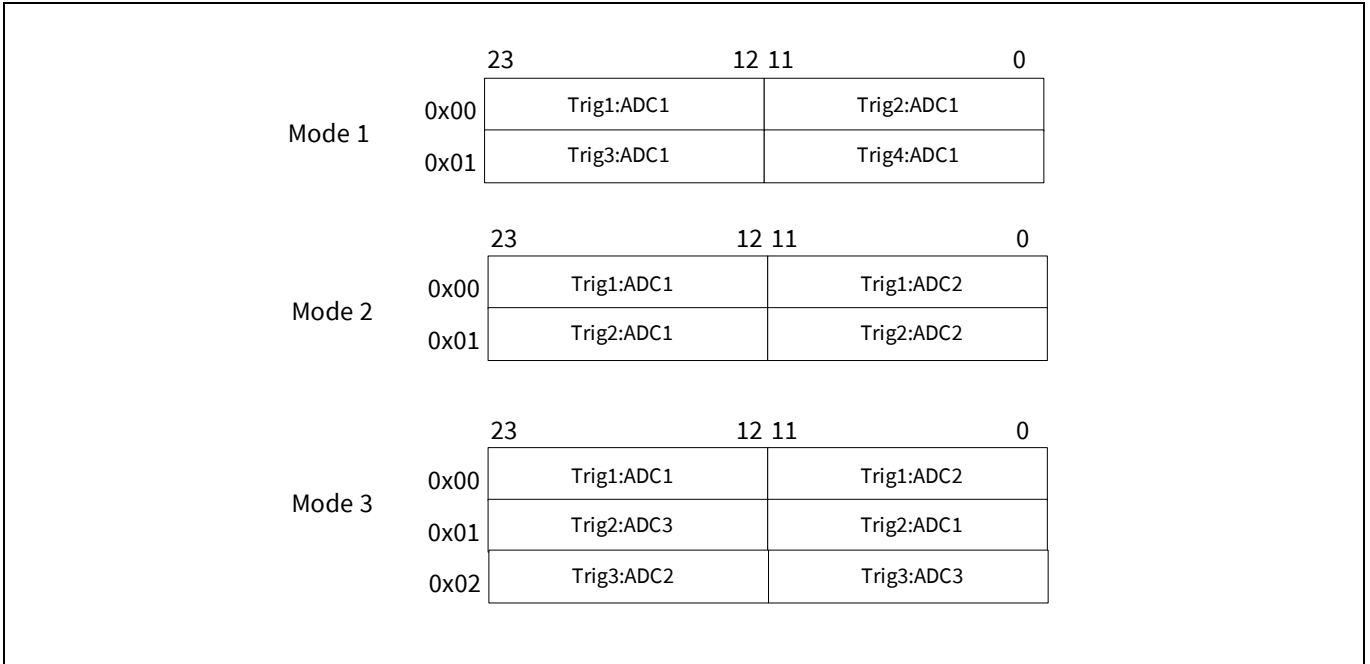 23 12 11 0
0x00 Trig1:ADC1 Trig2:ADC1
Mode 1
0x01 Trig3:ADC1 Trig4:ADC1
23 12 11 0
0x00 Trig1:ADC1 Trig1:ADC2
Mode 2
0x01 Trig2:ADC1 Trig2:ADC2
23 12 11 0
0x00 Trig1:ADC1 Trig1:ADC2
Mode 3
0x01 Trig2:ADC3 Trig2:ADC1
0x02 Trig3:ADC2 Trig3:ADC3